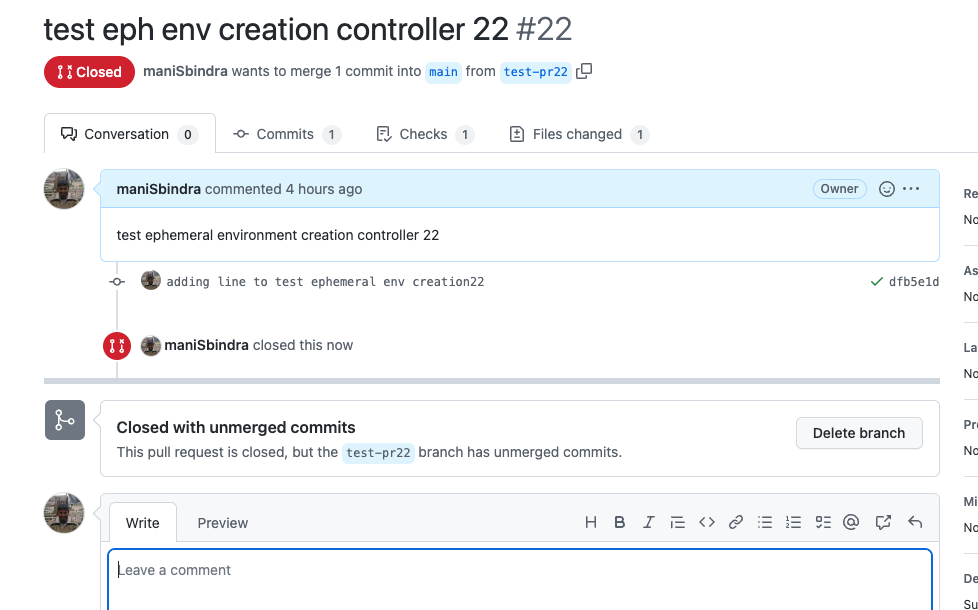 test eph env creation controller 22 #22
Closed maniSbindra wants to merge 1 commit into main from test-pr22
Conversation 0 Commits 1 Checks 1 Files changed 1
maniSbindra commented 4 hours ago Owner
Re
No
test ephemeral environment creation controller 22
As
adding line to test ephemeral env creation22 dfb5e1d
No
maniSbindra closed this now
La
No
Closed with unmerged commits
Delete branch
This pull request is closed, but the test-pr22 branch has unmerged commits.
Pr
No
Mi
Write Preview
No
Leave a comment
De
Su